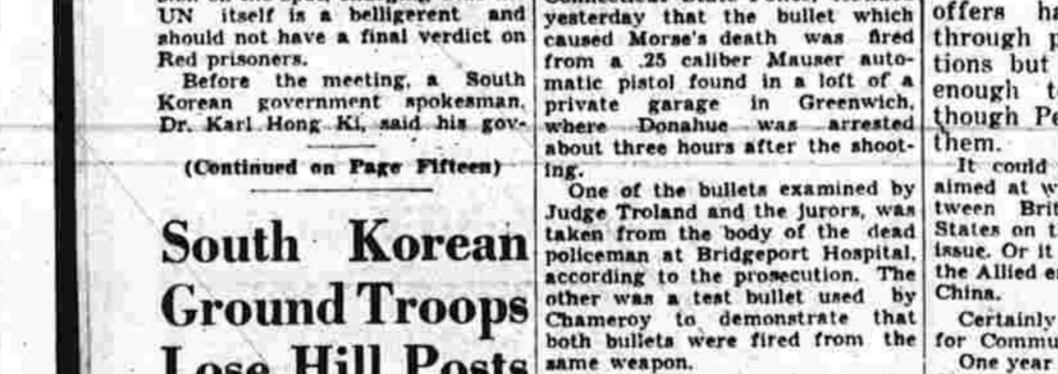 UN itself is a belligerent and
should not have a final verdict on
Red prisoners.
Before the meeting, a South
Korean government spokesman,
Dr. Karl Hong Ki, said his gov-
(Continued on Page Fifteen)
South Korean
Ground Troops
Lose Hill Posts
yesterday that the bullet which
caused Morse's death was fired
from a .25 caliber Mauser auto-
matic pistol found in a loft of a
private garage in Greenwich,
where Donahue was arrested
about three hours after the shoot-
ing.
One of the bullets examined by
Judge Troland and the jurors, was
taken from the body of the dead
policeman at Bridgeport Hospital,
according to the prosecution. The
other was a test bullet used by
Chameroy to demonstrate that
both bullets were fired from the
same weapon.
offers
through
tions but
enough
though
them.
It could
aimed at
tween
States on
issue. Or it
the Allied
China.
Certainly
for
One year